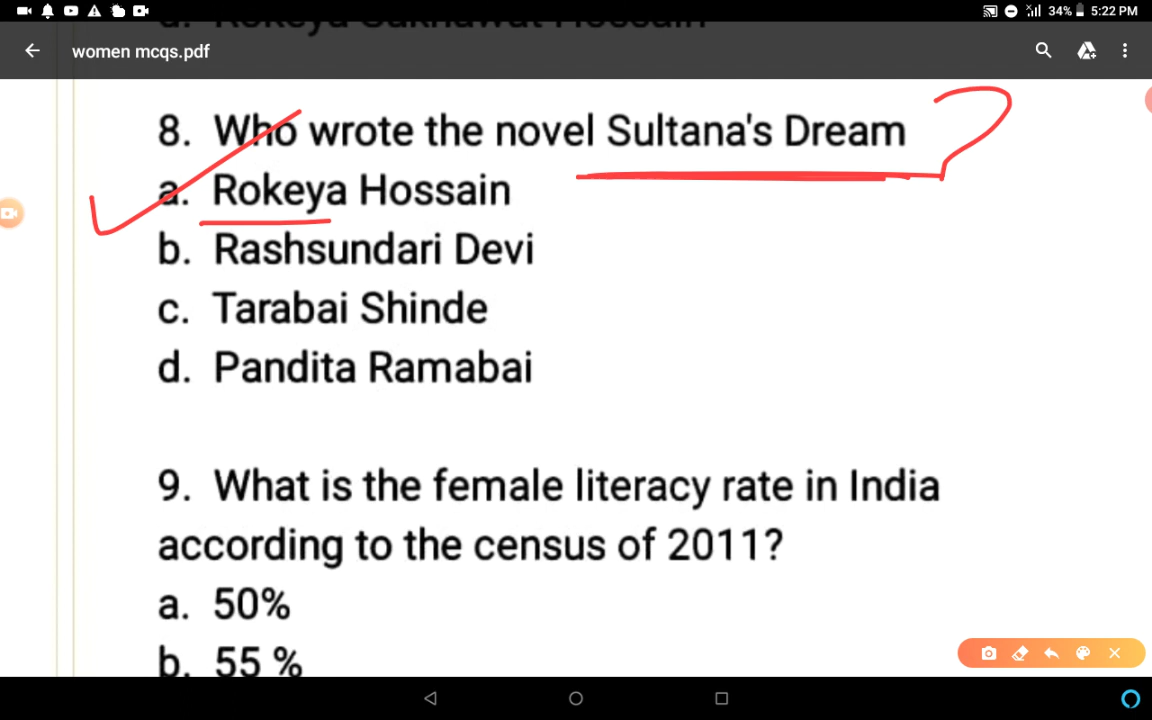 34% 5:22 PM
women mcqs.pdf
8. Who wrote the novel Sultana's Dream
a. Rokeya Hossain
b. Rashsundari Devi
c. Tarabai Shinde
d. Pandita Ramabai
9. What is the female literacy rate in India
according to the census of 2011?
a. 50%
b. 55 %